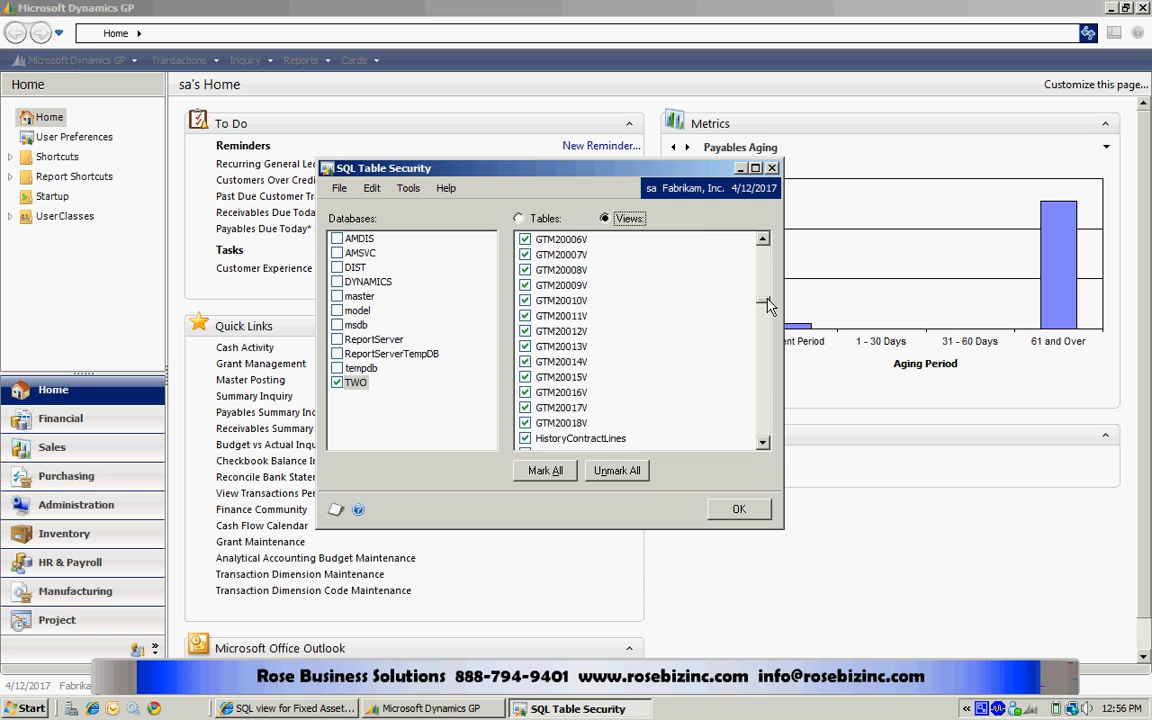 Microsoft Dynamics GP
Home
Microsoft Dynamics GP
Transactions
Inquiry
Reports
Cards
Home
sa's Home
Customize this page...
Home
User Preferences
Shortcuts
Report Shortcuts
Startup
UserClasses
To Do
Reminders
New Reminder...
Recurring General Le
Customers Over Credi
Past Due Customer Tr
Receivables Due Toda
Payables Due Today*
Tasks
Customer Experience
Metrics
Payables Aging
ent Period
1 - 30 Days
31 - 60 Days
61 and Over
Aging Period
Quick Links
Cash Activity
Grant Management
Master Posting
Summary Inquiry
Payables Summary In
Receivables Summary
Budget vs Actual Inqu
Checkbook Balance I
Reconcile Bank State
View Transactions Pe
Finance Community
Cash Flow Calendar
Grant Maintenance
Analytical Accounting Budget Maintenance
Transaction Dimension Maintenance
Transaction Dimension Code Maintenance
Microsoft Office Outlook
Home
Financial
Sales
Purchasing
Administration
Inventory
HR & Payroll
Manufacturing
Project
SQL Table Security
File
Edit
Tools
Help
sa Fabrikam, Inc. 4/12/2017
Databases:
Tables:
Views:
AMDIS
AMSVC
DIST
DYNAMICS
master
model
msdb
ReportServer
ReportServerTempDB
tempdb
TWO
GTM20006V
GTM20007V
GTM20008V
GTM20009V
GTM20010V
GTM20011V
GTM20012V
GTM20013V
GTM20014V
GTM20015V
GTM20016V
GTM20017V
GTM20018V
HistoryContractLines
Mark All
Unmark All
OK
4/12/2017 Fabrika
Rose Business Solutions 888-794-9401 www.rosebizinc.com info@rosebizinc.com
Start
SQL view for Fixed Asset...
Microsoft Dynamics GP
SQL Table Security
12:56 PM